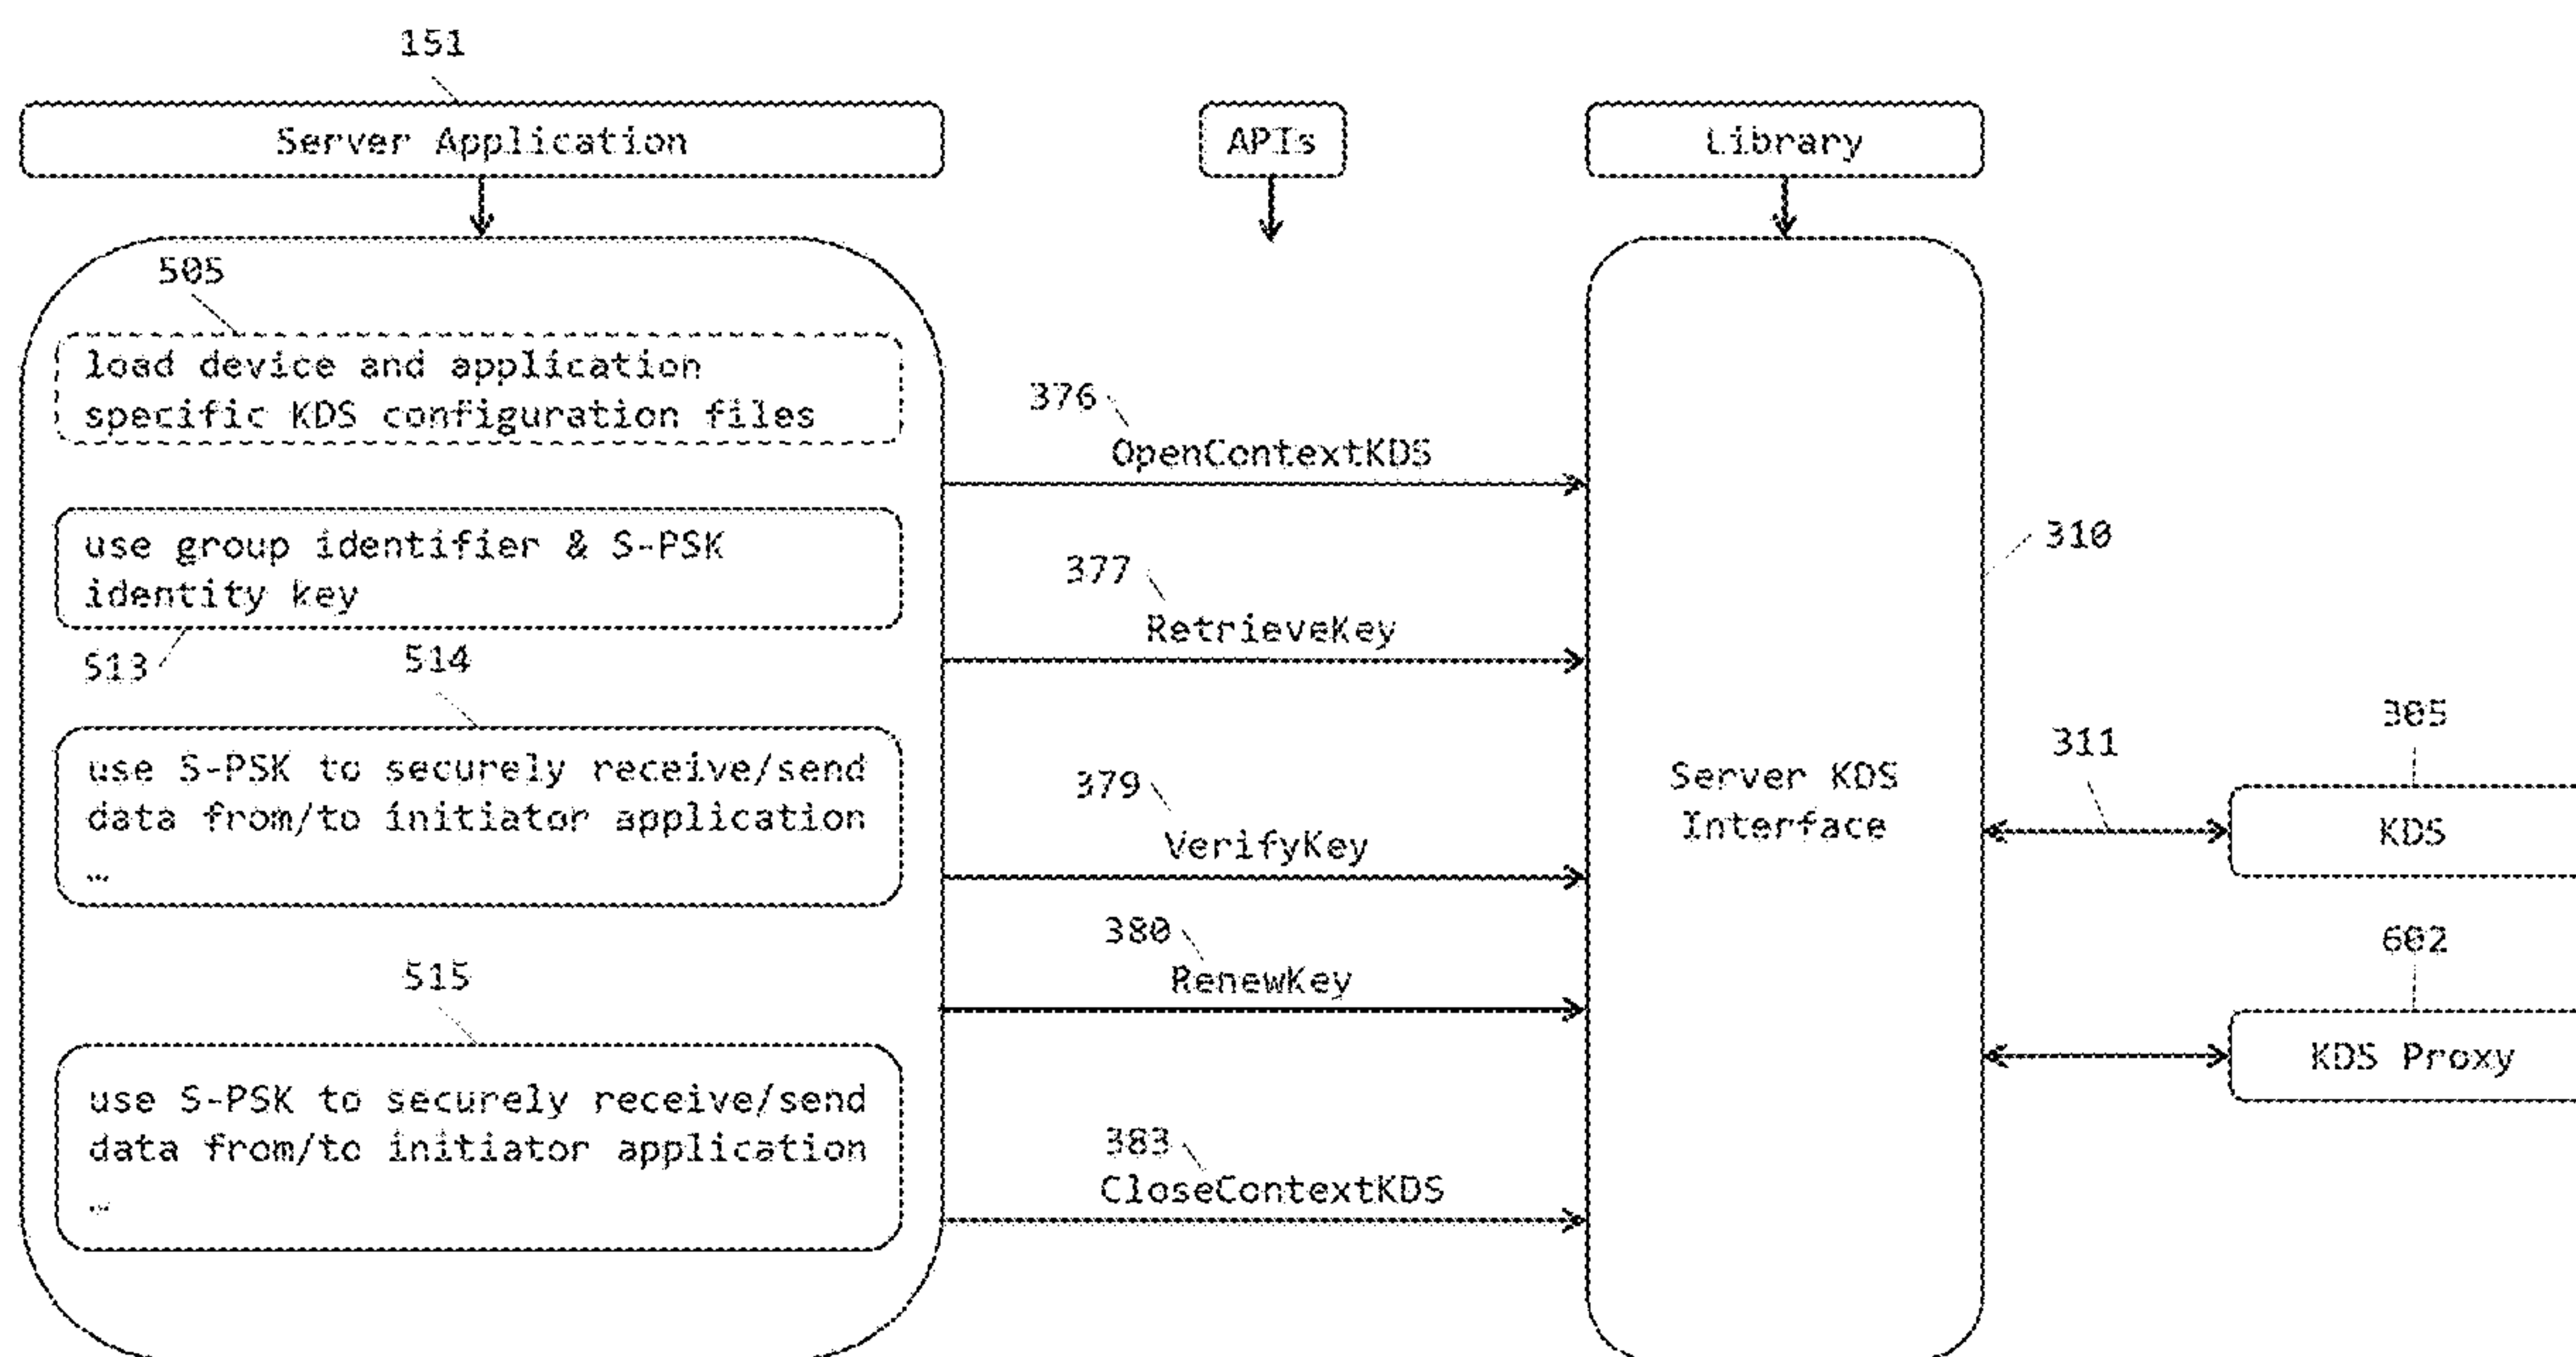 151
Server Application
APIs
Library
505
load device and application
specific KDS configuration files
376
OpenContextKDS
use group identifier & S-PSK
identity key
310
377
RetrieveKey
513
514
use S-PSK to securely receive/send
data from/to initiator application
…
379
VerifyKey
Server KDS
Interface
311
305
KDS
380
RenewKey
602
KDS Proxy
515
use S-PSK to securely receive/send
data from/to initiator application
…
383
CloseContextKDS